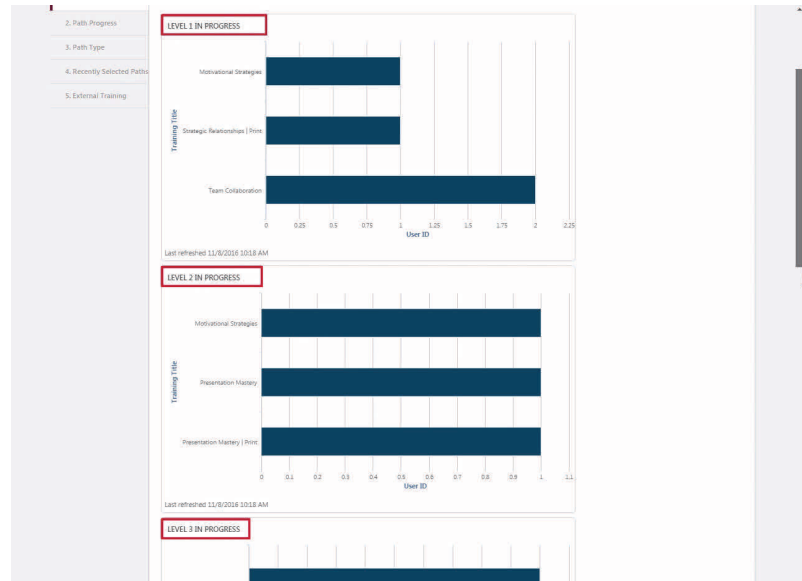 2. Path Progress
3. Path Type
4. Recently Selected Paths
5. External Training
LEVEL 1 IN PROGRESS
Training Title
Motivational Strategies
Strategic Relationships | Print
Team Collaboration
0 0.25 0.5 0.75 1 1.25 1.5 1.75 2 2.25
User ID
Last refreshed 11/8/2016 10:18 AM
LEVEL 2 IN PROGRESS
Training Title
Motivational Strategies
Presentation Mastery
Presentation Mastery | Print
0 0.1 0.2 0.3 0.4 0.5 0.6 0.7 0.8 0.9 1 1.1
User ID
Last refreshed 11/8/2016 10:18 AM
LEVEL 3 IN PROGRESS